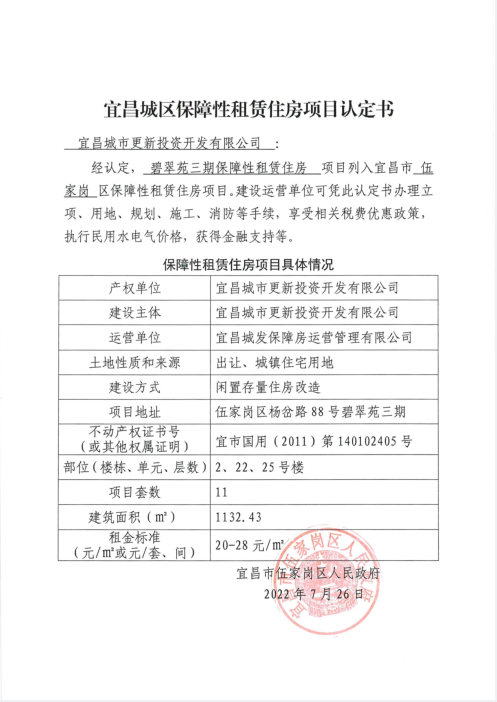 宜昌城区保障性租赁住房项目认定书
宜昌城市更新投资开发有限公司：
经认定，碧翠苑三期保障性租赁住房 项目列入宜昌市 伍
家岗 区保障性租赁住房项目。建设运营单位可凭此认定书办理立
项、用地、规划、施工、消防等手续，享受相关税费优惠政策，
执行民用水电气价格，获得金融支持等。
保障性租赁住房项目具体情况
产权单位 宜昌城市更新投资开发有限公司
建设主体 宜昌城市更新投资开发有限公司
运营单位 宜昌城发保障房运营管理有限公司
土地性质和来源 出让、城镇住宅用地
建设方式 闲置存量住房改造
项目地址 伍家岗区杨岔路88号碧翠苑三期
不动产权证书号
（或其他权属证明） 宜市国用（2011）第140102405号
部位（楼栋、单元、层数） 2、22、25号楼
项目套数 11
建筑面积（㎡） 1132.43
租金标准
（元/㎡或元/套、间） 20-28元/㎡
宜昌市伍家岗区人民政府
2022年7月26日
宜昌市伍家岗区人民政府